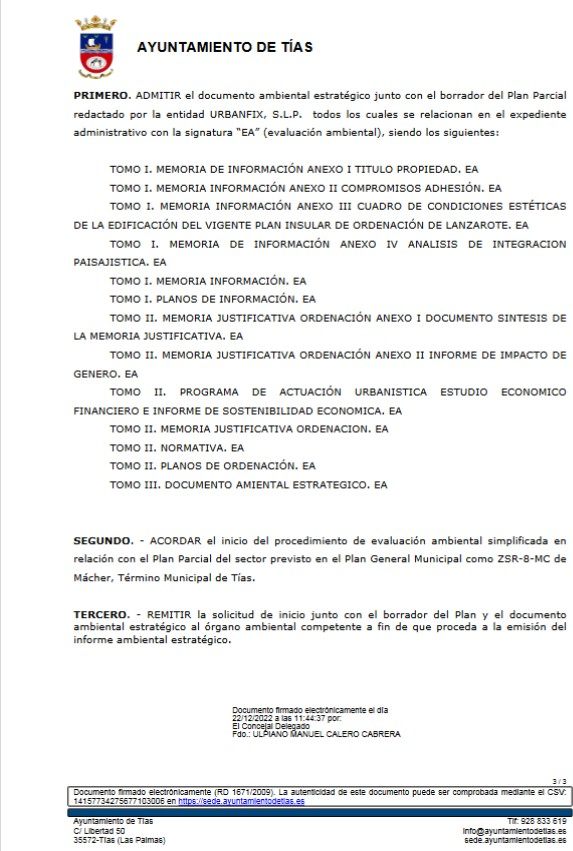 AYUNTAMIENTO DE TÍAS
PRIMERO. ADMITIR el documento ambiental estratégico junto con el borrador del Plan Parcial
redactado por la entidad URBANFIX, S.L.P. todos los cuales se relacionan en el expediente
administrativo con la signatura "EA" (evaluación ambiental), siendo los siguientes:
TOMO I. MEMORIA DE INFORMACIÓN ANEXO I TITULO PROPIEDAD. EA
TOMO I. MEMORIA INFORMACIÓN ANEXO II COMPROMISOS ADHESIÓN. EA
TOMO I. MEMORIA INFORMACIÓN ANEXO III CUADRO DE CONDICIONES ESTÉTICAS
DE LA EDIFICACIÓN DEL VIGENTE PLAN INSULAR DE ORDENACIÓN DE LANZAROTE. EA
TOMO I. MEMORIA DE INFORMACIÓN ANEXO IV ANALISIS DE INTEGRACION
PAISAJISTICA. EA
TOMO I. MEMORIA INFORMACIÓN. EA
TOMO I. PLANOS DE INFORMACIÓN. EA
TOMO II. MEMORIA JUSTIFICATIVA ORDENACIÓN ANEXO I DOCUMENTO SINTESIS DE
LA MEMORIA JUSTIFICATIVA. EA
TOMO II. MEMORIA JUSTIFICATIVA ORDENACIÓN ANEXO II INFORME DE IMPACTO DE
GENERO. EA
TOMO II. PROGRAMA DE ACTUACIÓN URBANISTICA ESTUDIO ECONOMICO
FINANCIERO E INFORME DE SOSTENIBILIDAD ECONOMICA. EA
TOMO II. MEMORIA JUSTIFICATIVA ORDENACION. EA
TOMO II. NORMATIVA. EA
TOMO II. PLANOS DE ORDENACIÓN. EA
TOMO III. DOCUMENTO AMIENTAL ESTRATEGICO. EA
SEGUNDO. - ACORDAR el inicio del procedimiento de evaluación ambiental simplificada en
relación con el Plan Parcial del sector previsto en el Plan General Municipal como ZSR-8-MC de
Mácher, Término Municipal de Tías.
TERCERO. - REMITIR la solicitud de inicio junto con el borrador del Plan y el documento
ambiental estratégico al órgano ambiental competente a fin de que proceda a la emisión del
informe ambiental estratégico.
Documento firmado electrónicamente el día
22/12/2022 a las 11:44:37 por:
El Concejal Delegado
Fdo.: ULPIANO MANUEL CALERO CABRERA
3 / 3
Documento firmado electrónicamente (RD 1671/2009). La autenticidad de este documento puede ser comprobada mediante el CSV:
14157734275677103006 en https://sede.ayuntamientodetias.es
Ayuntamiento de Tías
C/ Libertad 50
35572-Tías (Las Palmas)
Tlf: 928 833 619
info@ayuntamientodetias.es
sede.ayuntamientodetias.es